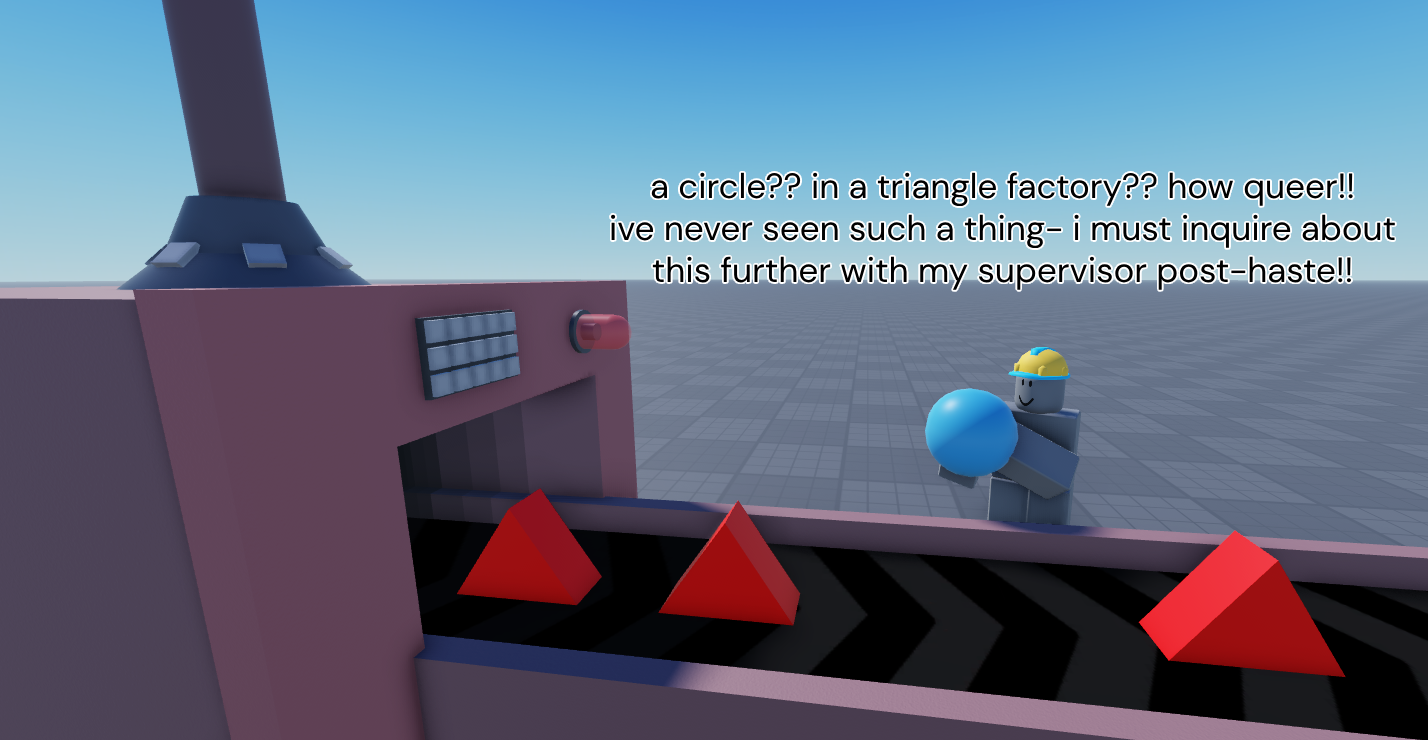 a circle?? in a triangle factory?? how queer!!
ive never seen such a thing- i must inquire about
this further with my supervisor post-haste!!